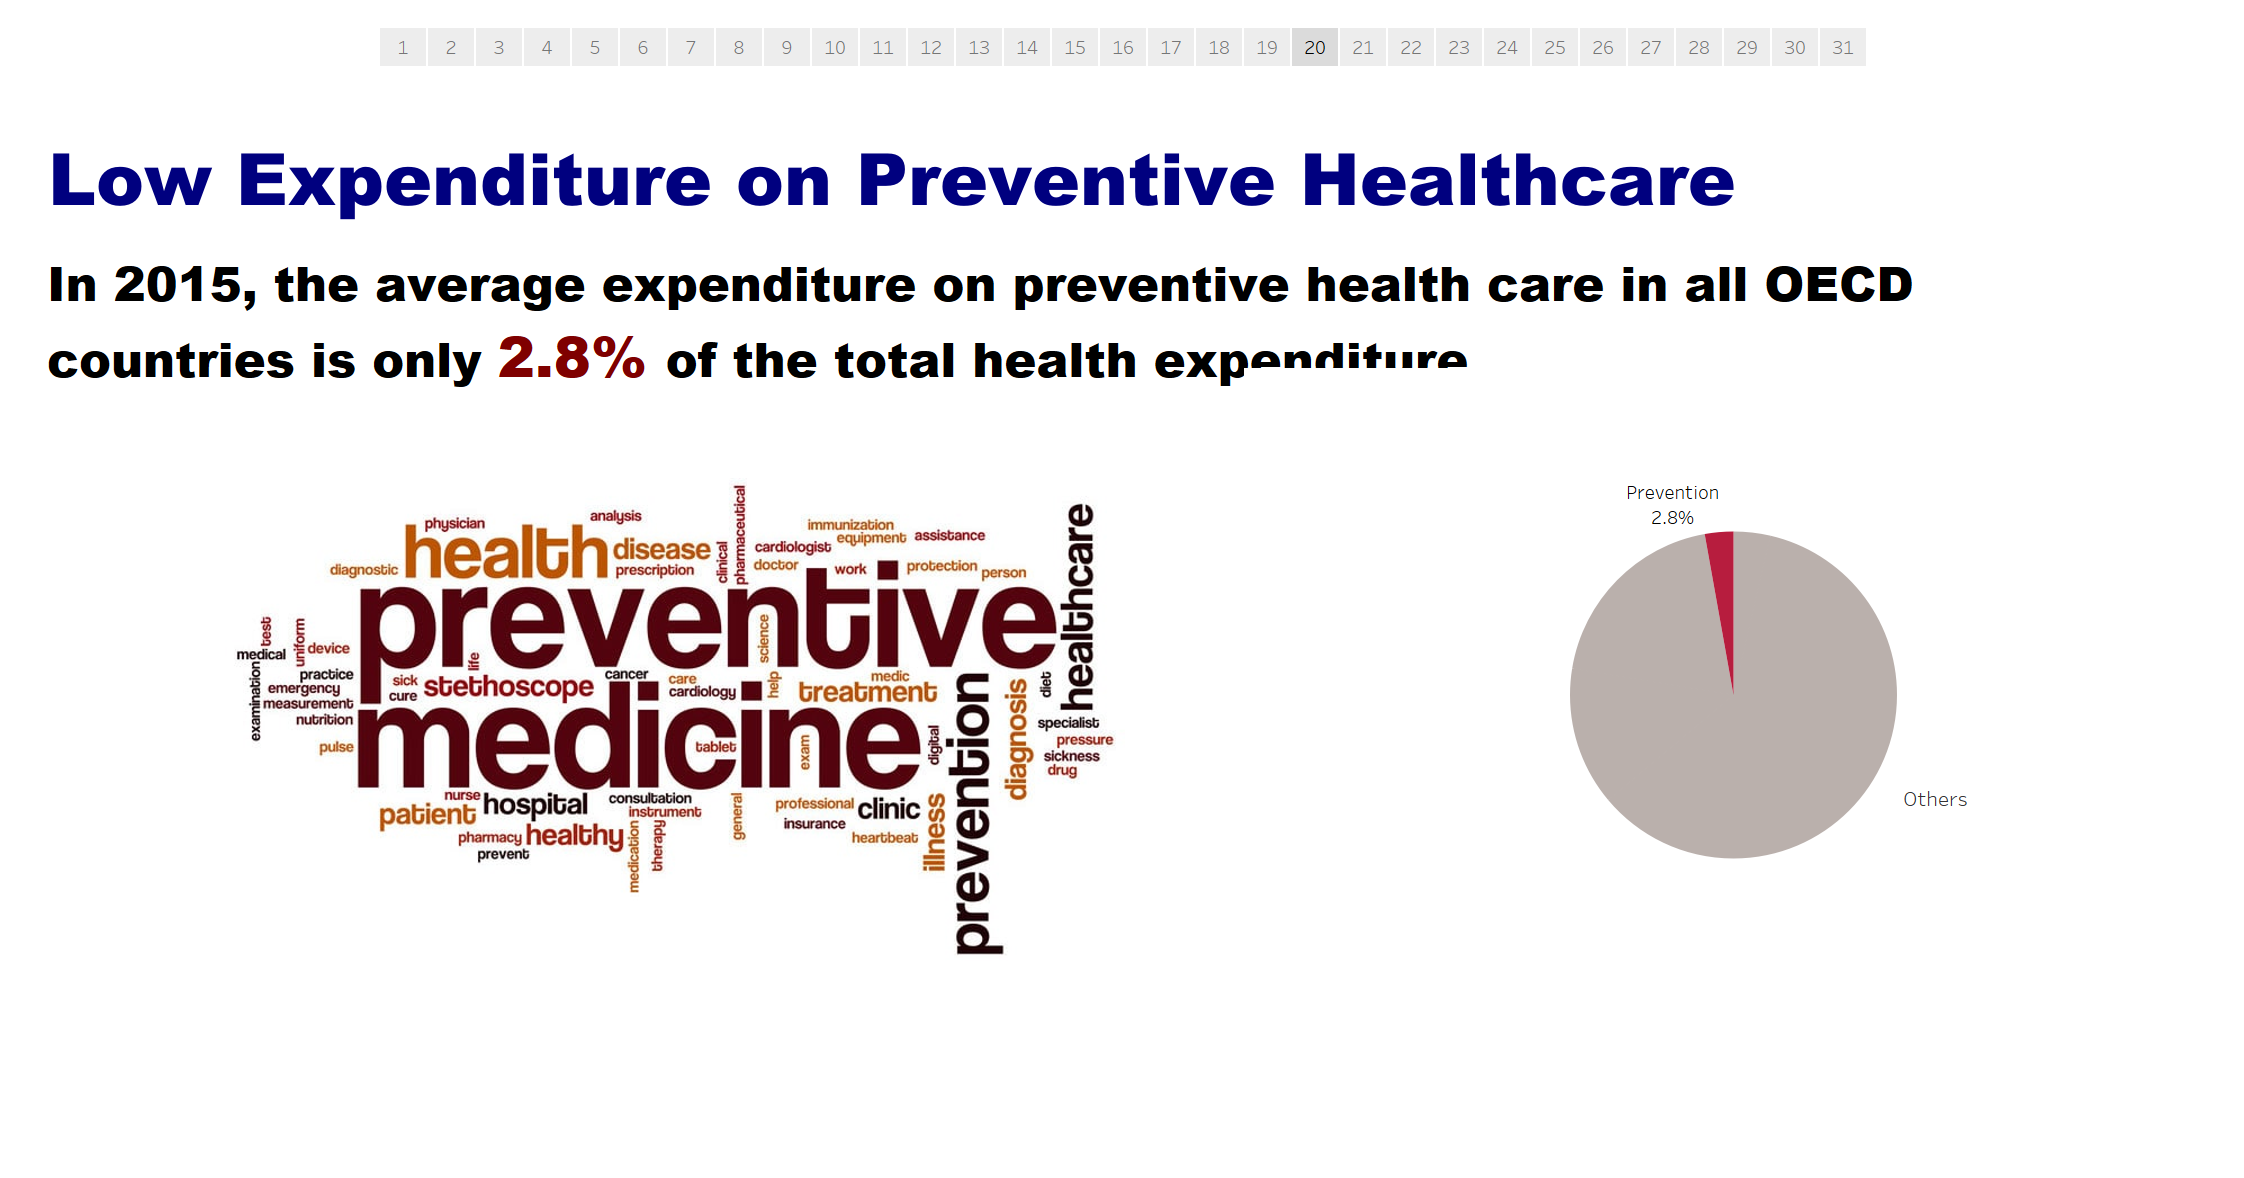 1 2 3 4 5 6 7 8 9 10 11 12 13 14 15 16 17 18 19 20 21 22 23 24 25 26 27 28 29 30 31
Low Expenditure on Preventive Healthcare
In 2015, the average expenditure on preventive health care in all OECD
countries is only 2.8% of the total health expenditure
physician
analysis
pharmaceutical
immunization
equipment
assistance
healthcare
health
disease
clinical
cardiologist
diagnostic
prescription
doctor
work
protection
person
preventive
test
uniform
device
medical
science
life
examination
practice
emergency
measurement
nutrition
sick
cure
stethoscope
cancer
care
cardiology
help
medic
treatment
prevention
diagnosis
diet
specialist
pressure
sickness
drug
pulse
medicine
tablet
exam
digital
nurse
patient
hospital
consultation
instrument
general
professional
clinic
insurance
heartbeat
illness
pharmacy
healthy
prevent
medication
therapy
Prevention
2.8%
Others